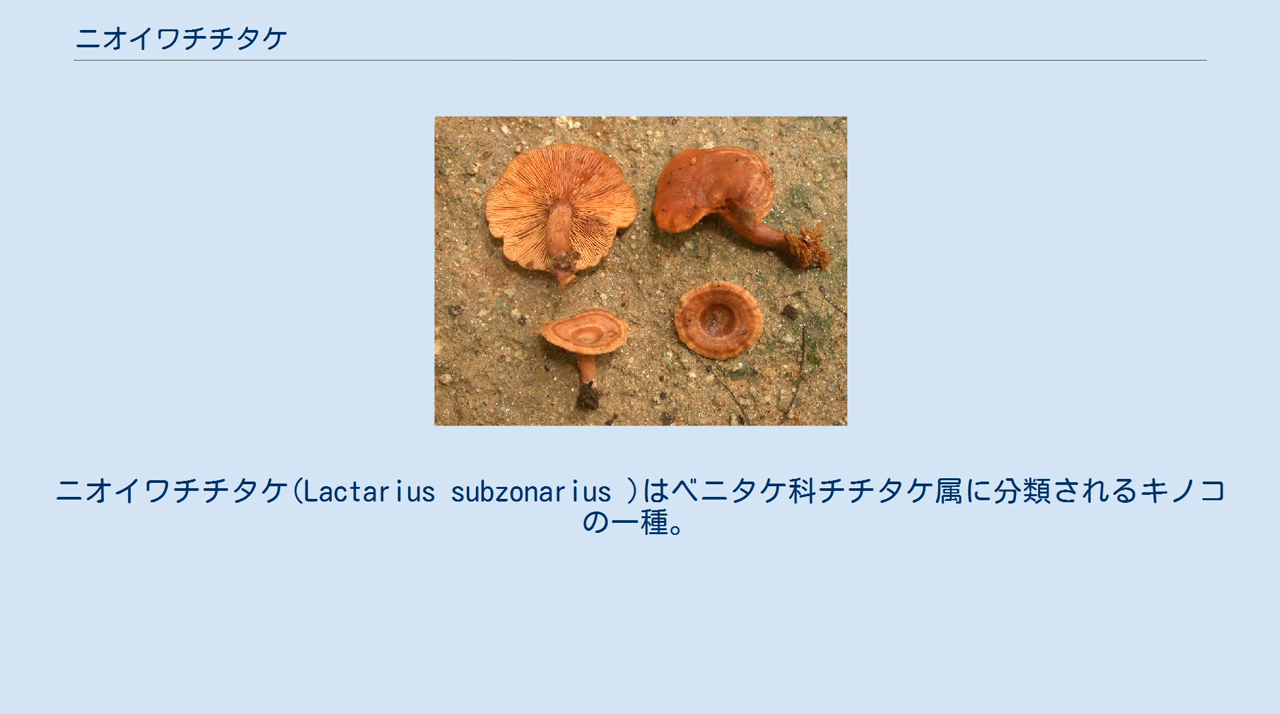 ニオイワチチタケ
ニオイワチチタケ(Lactarius subzonarius )はベニタケ科チチタケ属に分類されるキノコ
の一種。